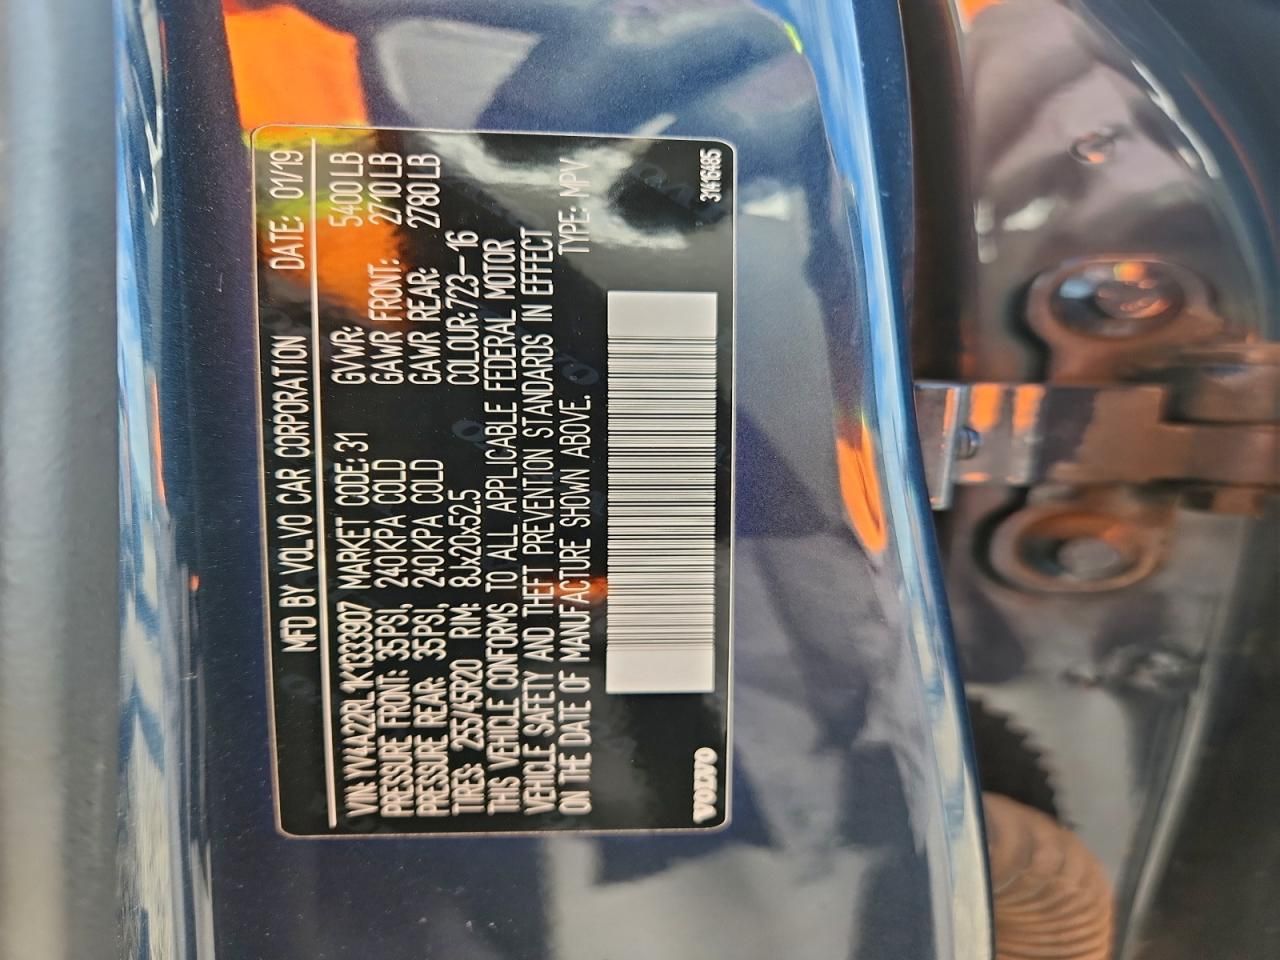 MFD BY VOLVO CAR CORPORATION DATE: 01/19
VIN: YV4A22RL1K1333907 MARKET CODE: 31 GVWR: 5400 LB
PRESSURE FRONT: 35PSI, 240KPA COLD GAWR FRONT: 2710 LB
PRESSURE REAR: 35PSI, 240KPA COLD GAWR REAR: 2780 LB
TIRES: 255/45R20 RIM: 8Jx20x52.5 COLOUR: 723-16
THIS VEHICLE CONFORMS TO ALL APPLICABLE FEDERAL MOTOR
VEHICLE SAFETY AND THEFT PREVENTION STANDARDS IN EFFECT
ON THE DATE OF MANUFACTURE SHOWN ABOVE. TYPE: MPV
VOLVO 31416485